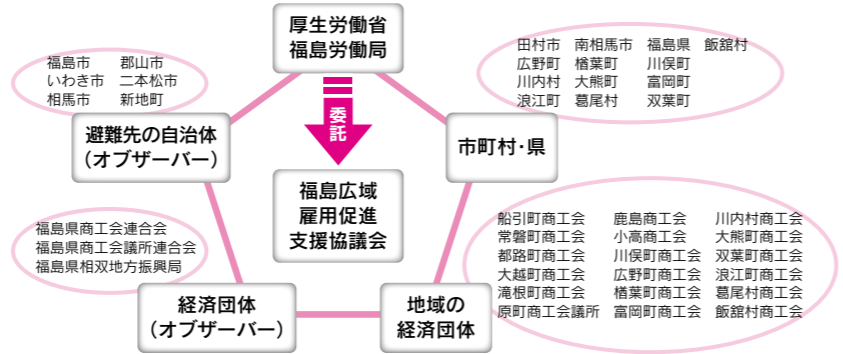 厚生労働省
福島労働局
福島市 郡山市
いわき市 二本松市
相馬市 新地町
田村市 南相馬市 福島県 飯舘村
広野町 楢葉町 川俣町
川内村 大熊町 富岡町
浪江町 葛尾村 双葉町
委託
避難先の自治体
（オブザーバー）
市町村・県
福島広域
雇用促進
支援協議会
福島県商工会連合会
福島県商工会議所連合会
福島県相双地方振興局
船引町商工会 鹿島商工会 川内村商工会
常磐町商工会 小高商工会 大熊町商工会
都路町商工会 川俣町商工会 双葉町商工会
大越町商工会 広野町商工会 浪江町商工会
滝根町商工会 楢葉町商工会 葛尾村商工会
原町商工会議所 富岡町商工会 飯舘村商工会
経済団体
（オブザーバー）
地域の
経済団体